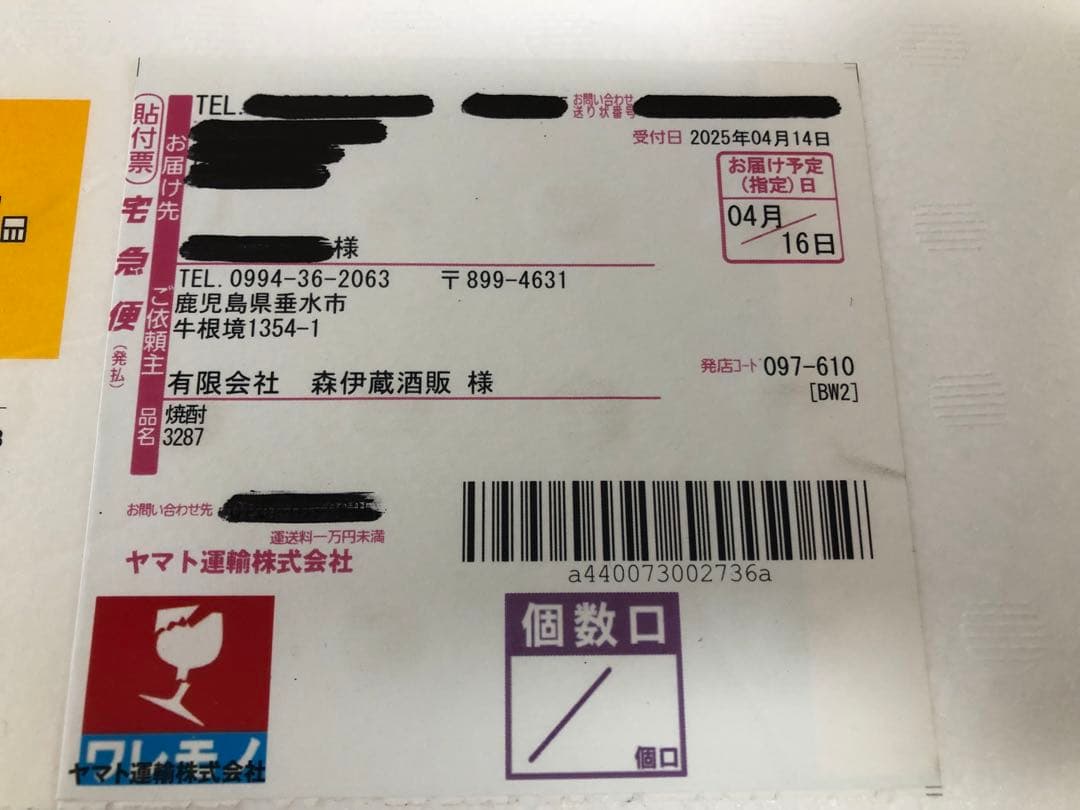 貼付票
宅急便
(発払)
お届け先
TEL.
お問い合わせ
送り状番号
受付日 2025年04月14日
お届け予定
(指定)日
04月
16日
様
ご依頼主
TEL. 0994-36-2063 〒899-4631
鹿児島県垂水市
牛根境1354-1
発店コード 097-610
[BW2]
有限会社 森伊蔵酒販 様
品名
焼酎
3287
お問い合わせ先
運送料一万円未満
ヤマト運輸株式会社
a440073002736a
ワレモノ
ヤマト運輸株式会社
個数口
/
個口